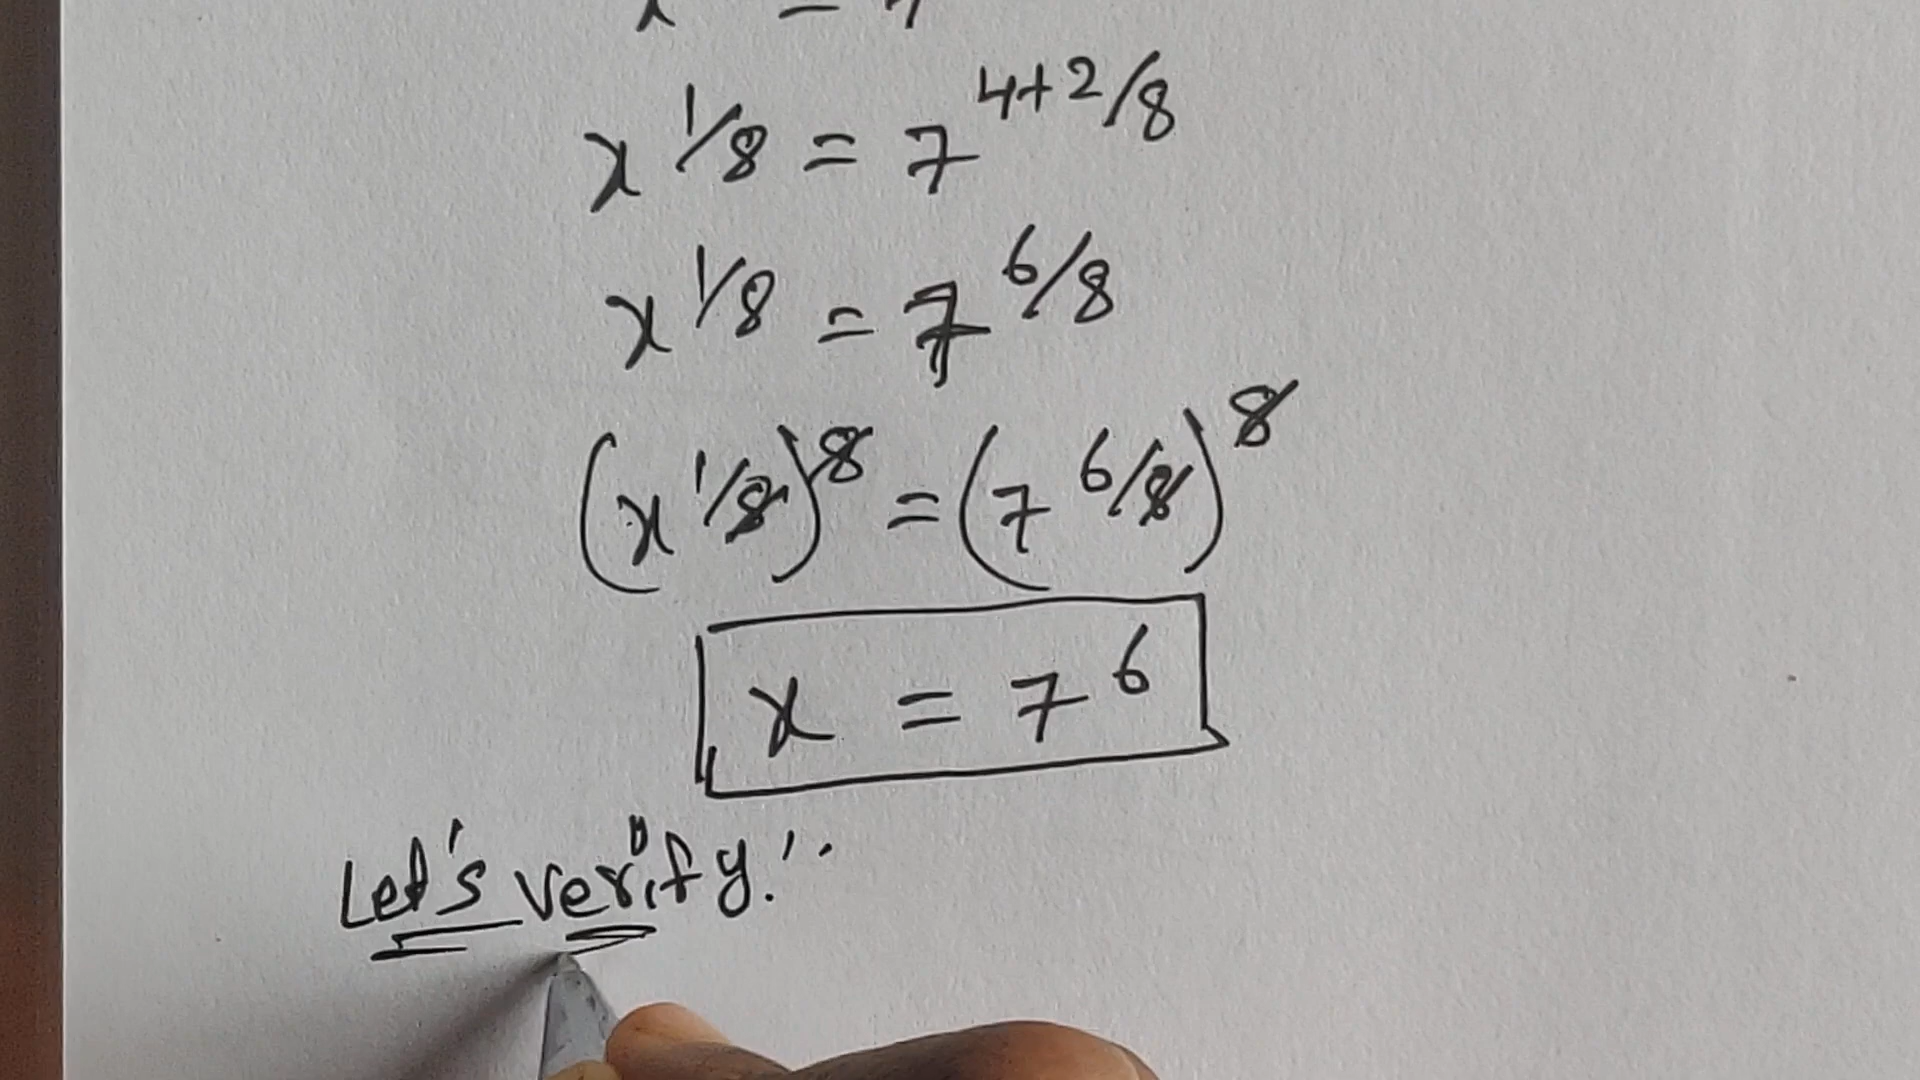 x = 7
x^1/8 = 7^4+2/8
x^1/8 = 7^6/8
(x^1/8)^8 = (7^6/8)^8
x = 7^6
Let's verify!.